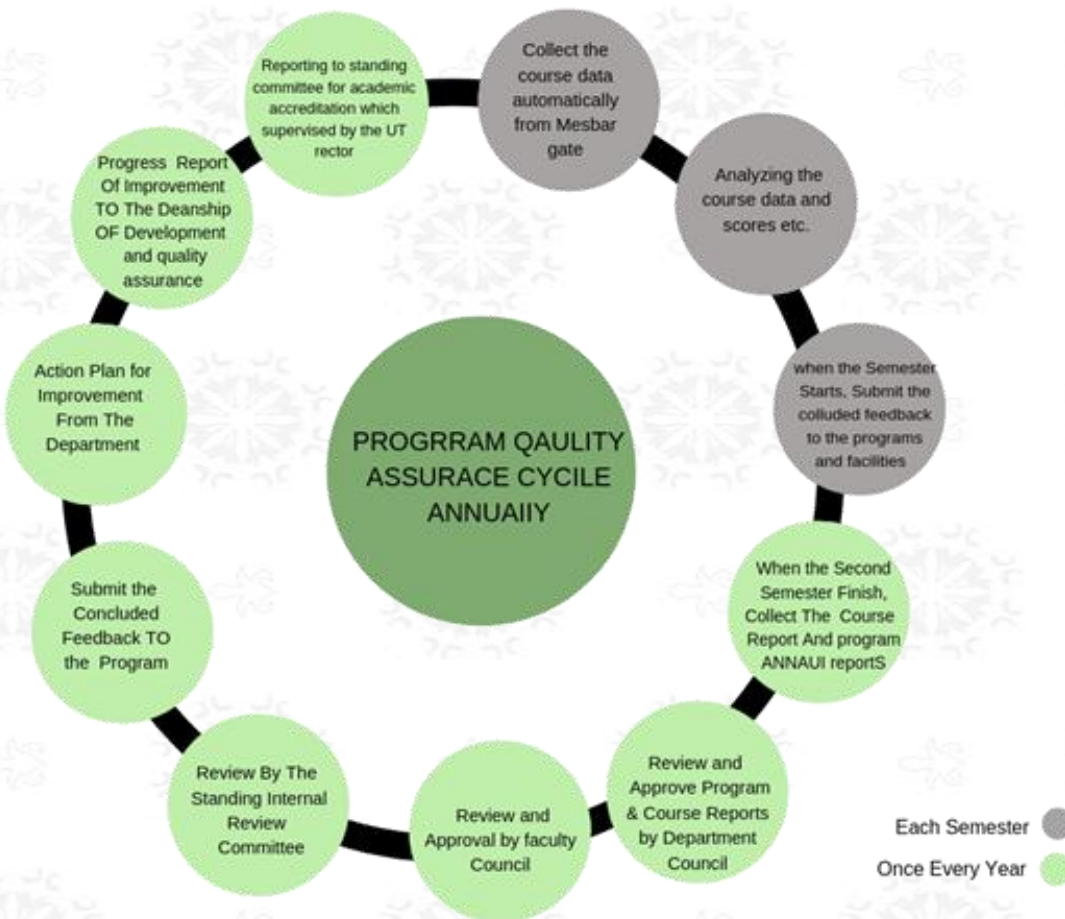 Collect the
course data
automatically
from Mesbar
gate
Analyzing the
course data and
scores etc.
when the Semester
Starts, Submit the
colluded feedback
to the programs
and facilities
When the Second
Semester Finish,
Collect The Course
Report And program
ANNAUI reportS
Review and
Approve Program
& Course Reports
by Department
Council
Review and
Approval by faculty
Council
Review By The
Standing Internal
Review
Committee
Submit the
Concluded
Feedback TO
the Program
Action Plan for
Improvement
From The
Department
Progress Report
Of Improvement
TO The Deanship
OF Development
and quality
assurance
Reporting to standing
committee for academic
accreditation which
supervised by the UT
rector
PROGRRAM QAULITY
ASSURACE CYCILE
ANNUAIIY
Each Semester
Once Every Year